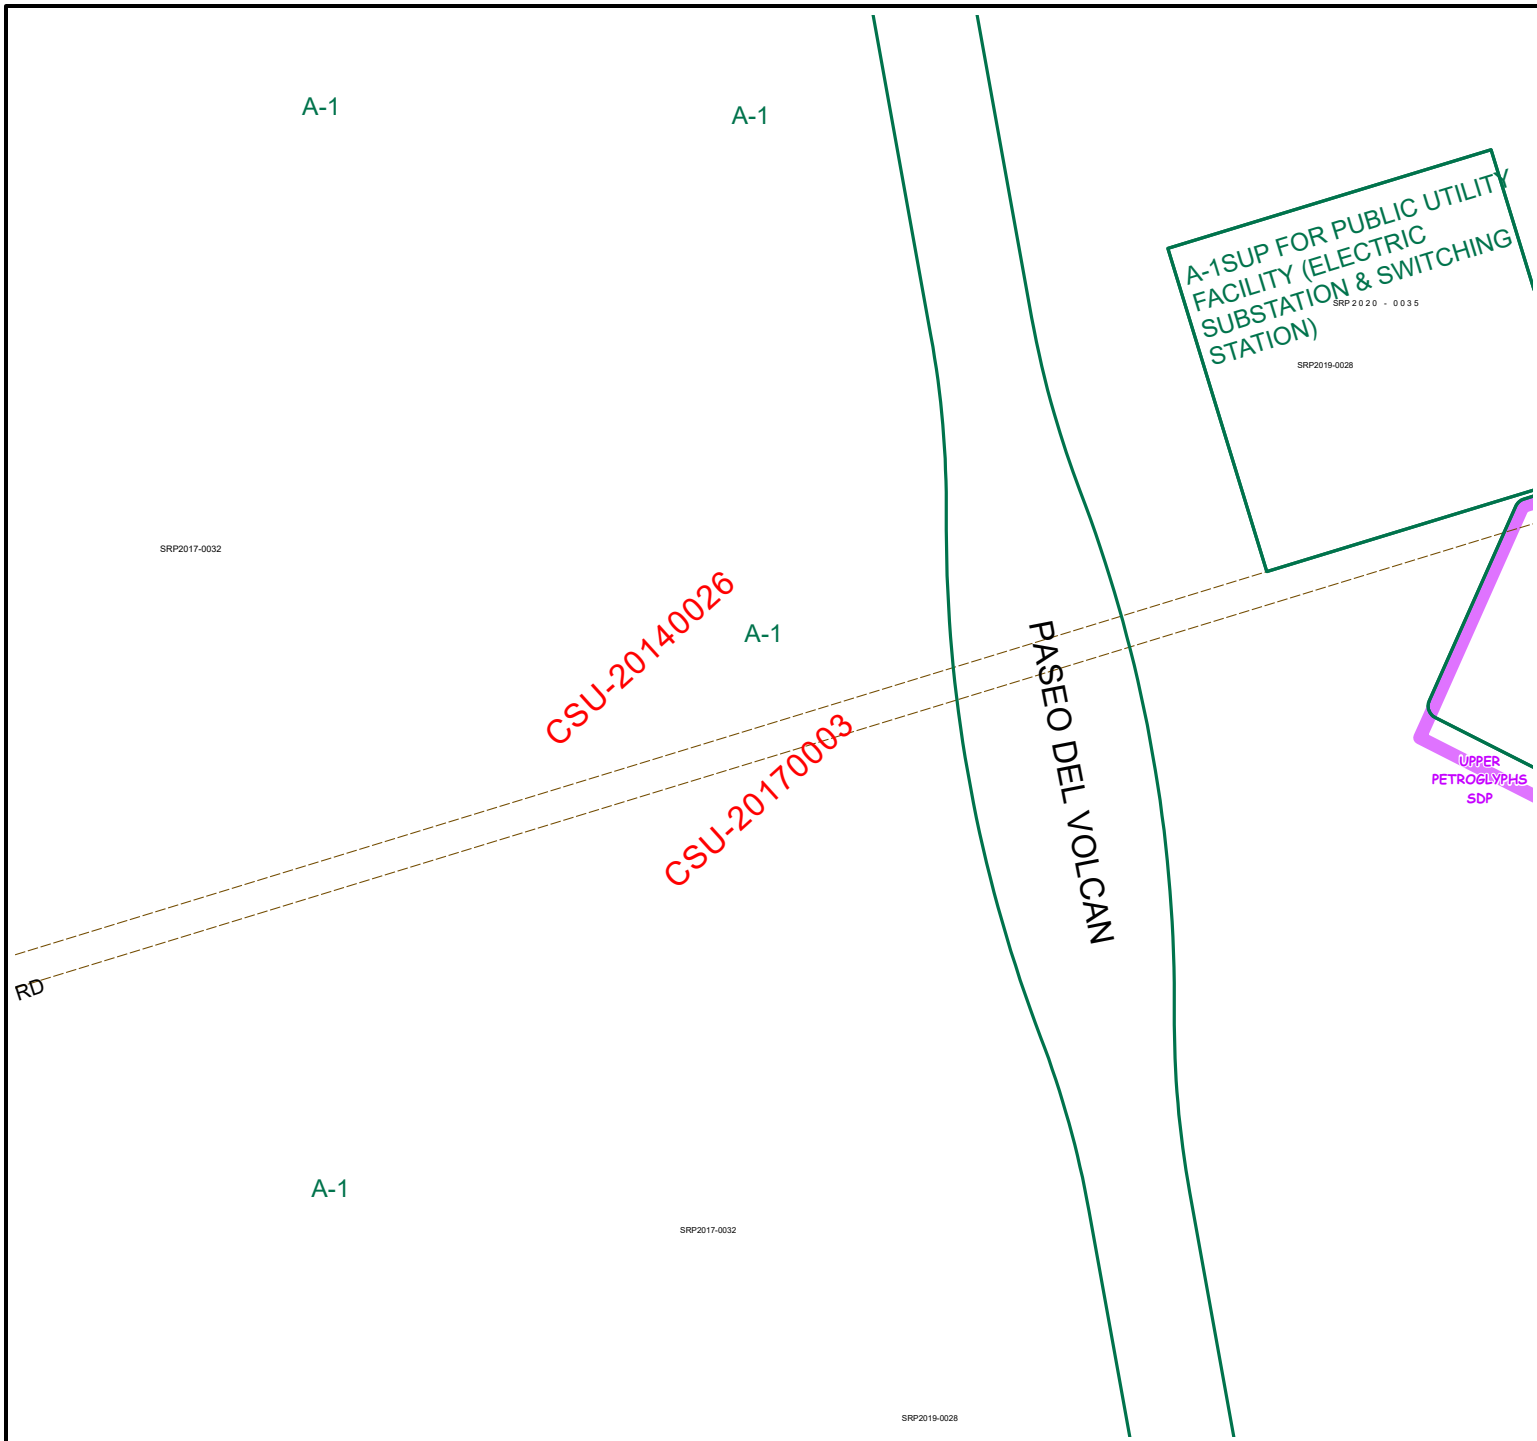 A-1
A-1
A-1SUP FOR PUBLIC UTILITY
FACILITY (ELECTRIC
SUBSTATION & SWITCHING
STATION)
SRP2020 - 0035
SRP2019-0028
SRP2017-0032
CSU-20140026
A-1
PASEO DEL VOLCAN
CSU-20170003
UPPER
PETROGLYPHS
SDP
RD
A-1
SRP2017-0032
SRP2019-0028